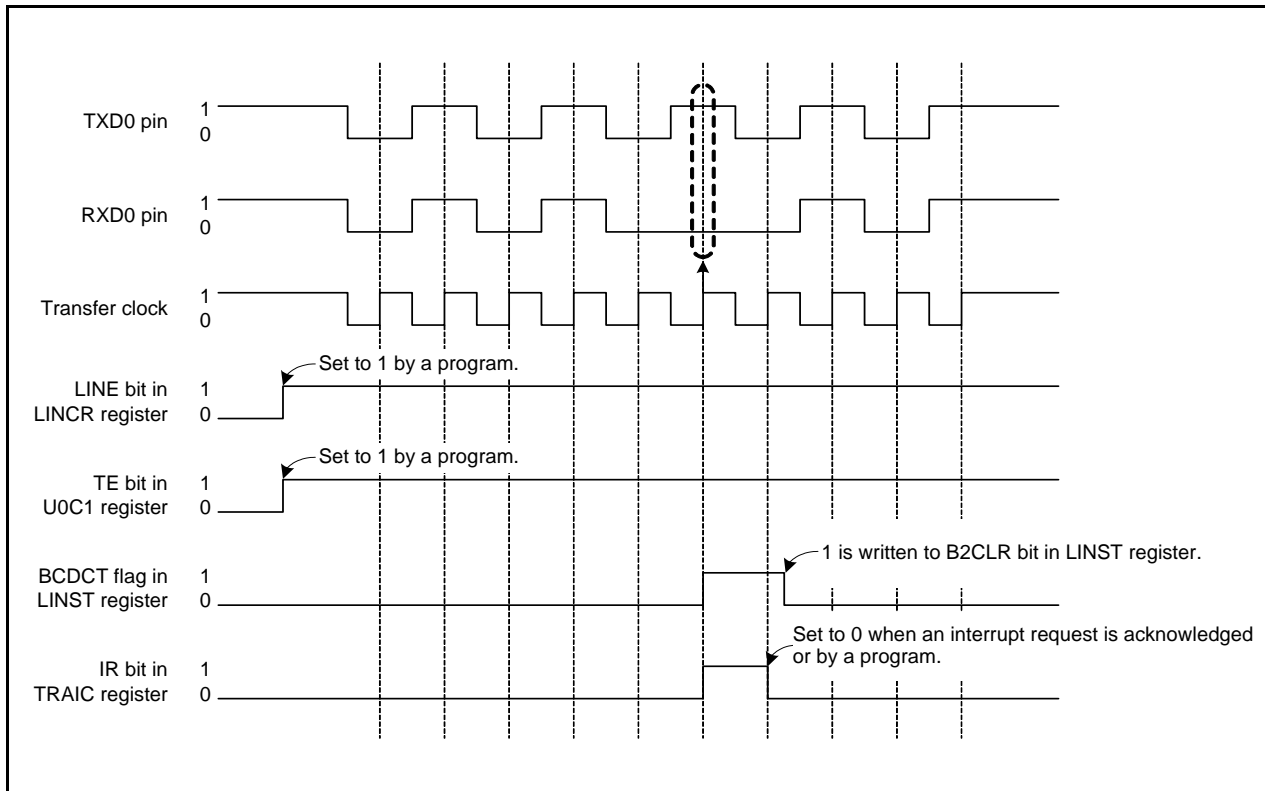 TXD0 pin
1
0
RXD0 pin
1
0
Transfer clock
1
0
Set to 1 by a program.
LINE bit in
LINCR register
1
0
Set to 1 by a program.
TE bit in
U0C1 register
1
0
1 is written to B2CLR bit in LINST register.
BCDCT flag in
LINST register
1
0
Set to 0 when an interrupt request is acknowledged
or by a program.
IR bit in
TRAIC register
1
0